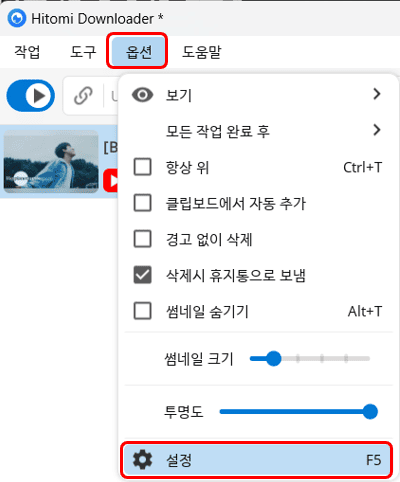 Hitomi Downloader *
작업 도구 옵션 도움말
보기
모든 작업 완료 후
[B
항상 위 Ctrl+T
클립보드에서 자동 추가
경고 없이 삭제
삭제시 휴지통으로 보냄
썸네일 숨기기 Alt+T
썸네일 크기
투명도
설정 F5